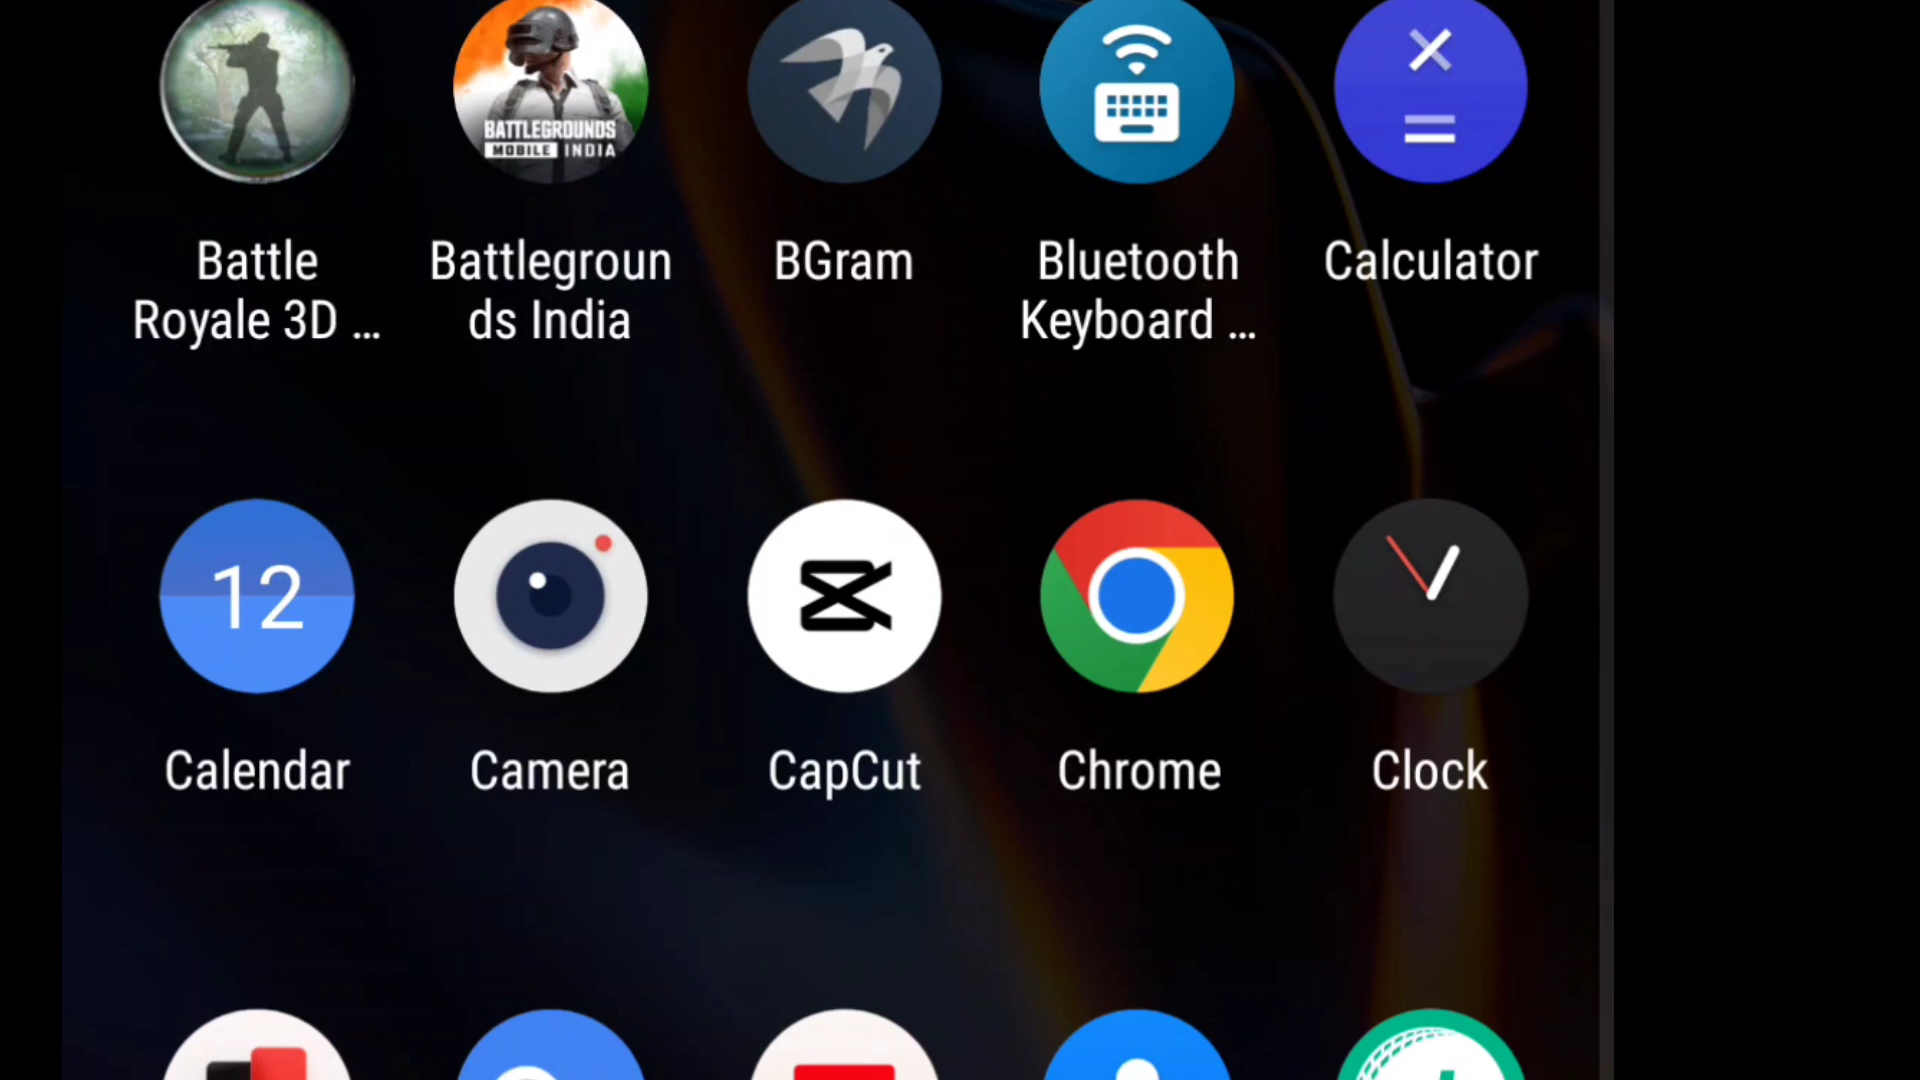 BATTLEGROUNDS
MOBILE INDIA
Battle
Royale 3D ...
Battlegroun
ds India
BGram
Bluetooth
Keyboard ...
Calculator
12
Calendar
Camera
CapCut
Chrome
Clock